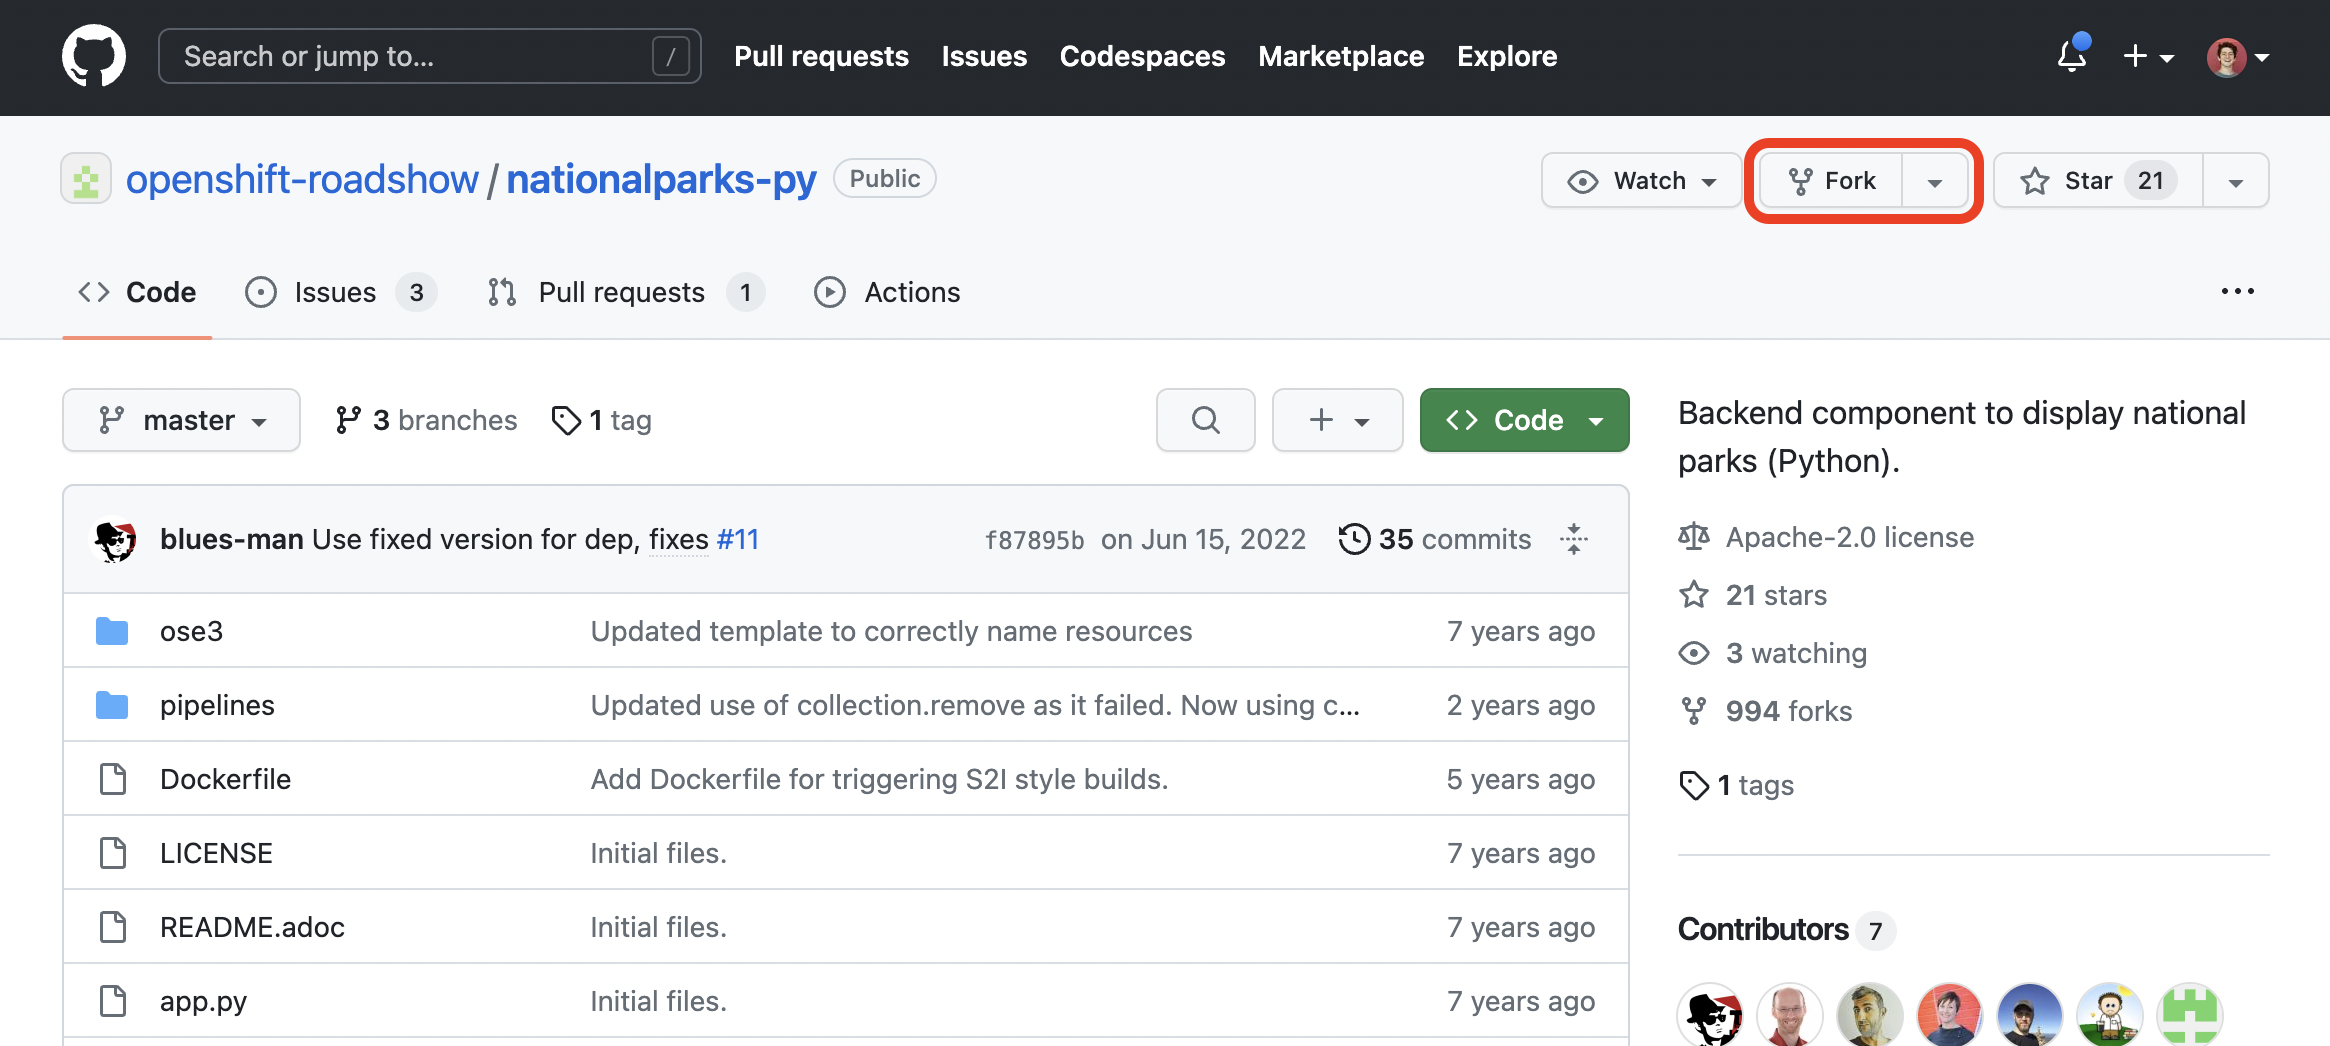 Search or jump to... /
Pull requests Issues Codespaces Marketplace Explore
openshift-roadshow / nationalparks-py Public
Watch Fork Star 21
Code Issues 3 Pull requests 1 Actions
master 3 branches 1 tag
Code
blues-man Use fixed version for dep, fixes #11 f87895b on Jun 15, 2022 35 commits
ose3 Updated template to correctly name resources 7 years ago
pipelines Updated use of collection.remove as it failed. Now using c... 2 years ago
Dockerfile Add Dockerfile for triggering S2I style builds. 5 years ago
LICENSE Initial files. 7 years ago
README.adoc Initial files. 7 years ago
app.py Initial files. 7 years ago
Backend component to display national
parks (Python).
Apache-2.0 license
21 stars
3 watching
994 forks
1 tags
Contributors 7